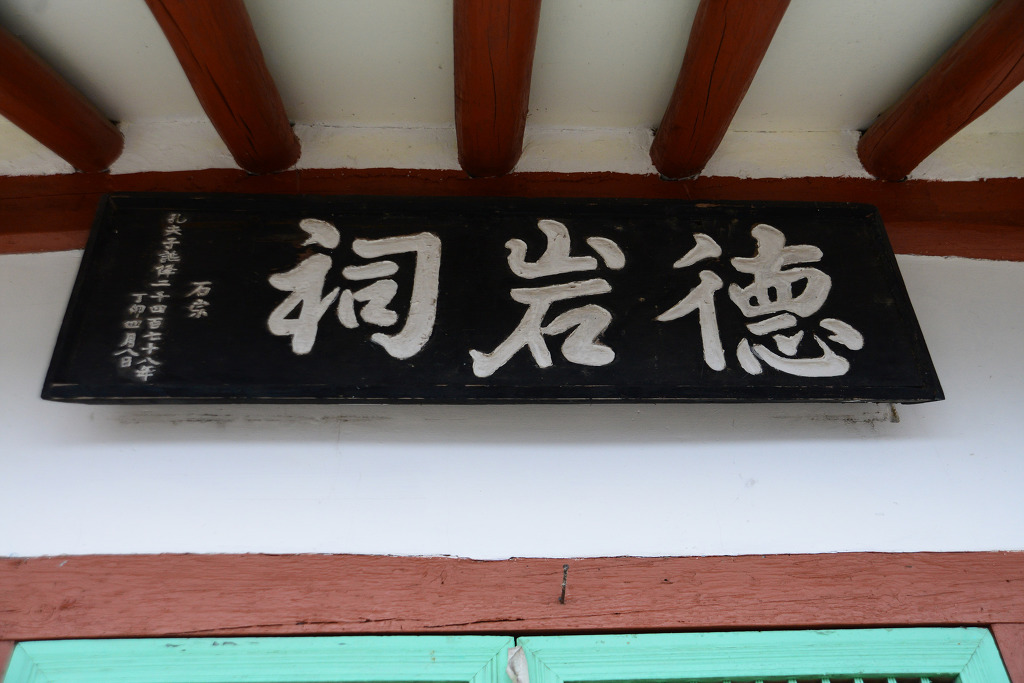 德岩祠
石宗
孔夫子誕降二千四百七十八年
丁卯四月八日